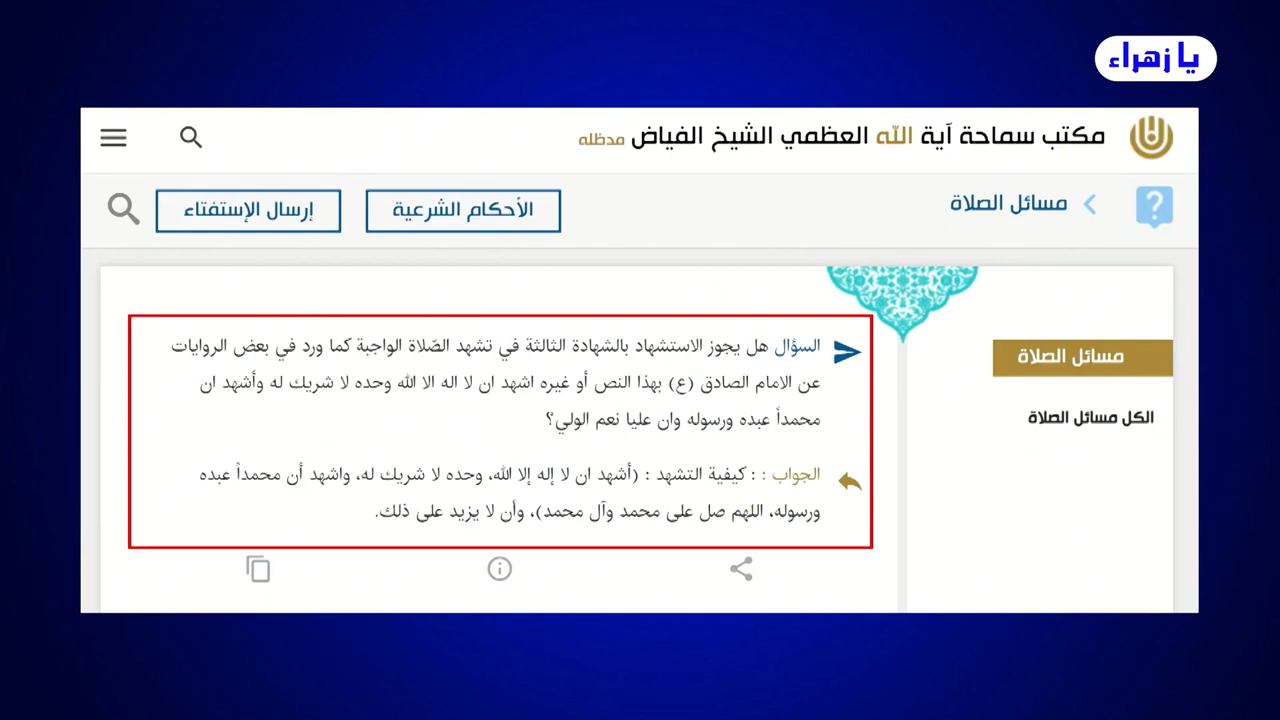 يا زهراء
مكتب سماحة آية الله العظمي الشيخ الفياض مدظله
مسائل الصلاة
الأحكام الشرعية
إرسال الإستفتاء
مسائل الصلاة
الكل مسائل الصلاة
السؤال هل يجوز الاستشهاد بالشهادة الثالثة في تشهد الصّلاة الواجبة كما ورد في بعض الروايات
عن الامام الصادق (ع) بهذا النص أو غيره اشهد ان لا اله الا الله وحده لا شريك له وأشهد ان
محمداً عبده ورسوله وان عليا نعم الولي؟
الجواب : : كيفية التشهد : (أشهد ان لا إله إلا الله، وحده لا شريك له، واشهد أن محمداً عبده
ورسوله، اللهم صل على محمد وآل محمد)، وأن لا يزيد على ذلك.